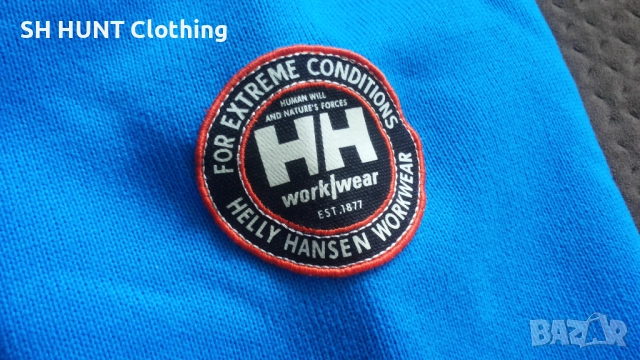 SH HUNT Clothing
FOR EXTREME CONDITIONS
HUMAN WILL
AND NATURE'S FORCES
HH
work/wear
EST.1877
HELLY HANSEN WORKWEAR
BAZAR